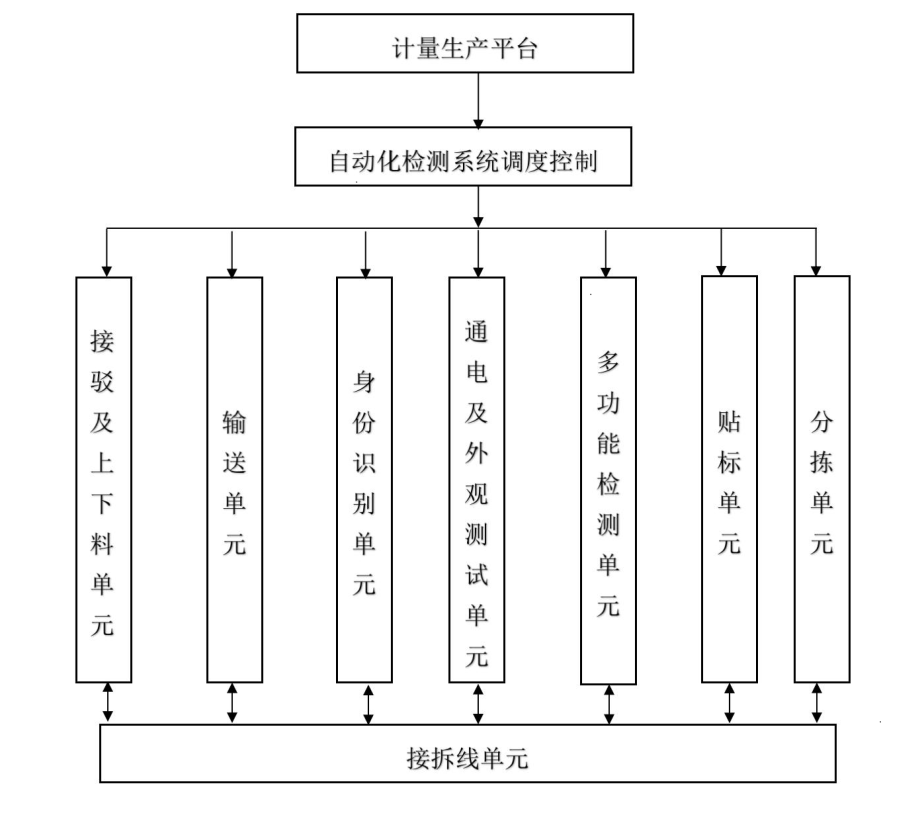 计量生产平台
自动化检测系统调度控制
接驳及上下料单元
输送单元
身份识别单元
通电及外观测试单元
多功能检测单元
贴标单元
分拣单元
接拆线单元